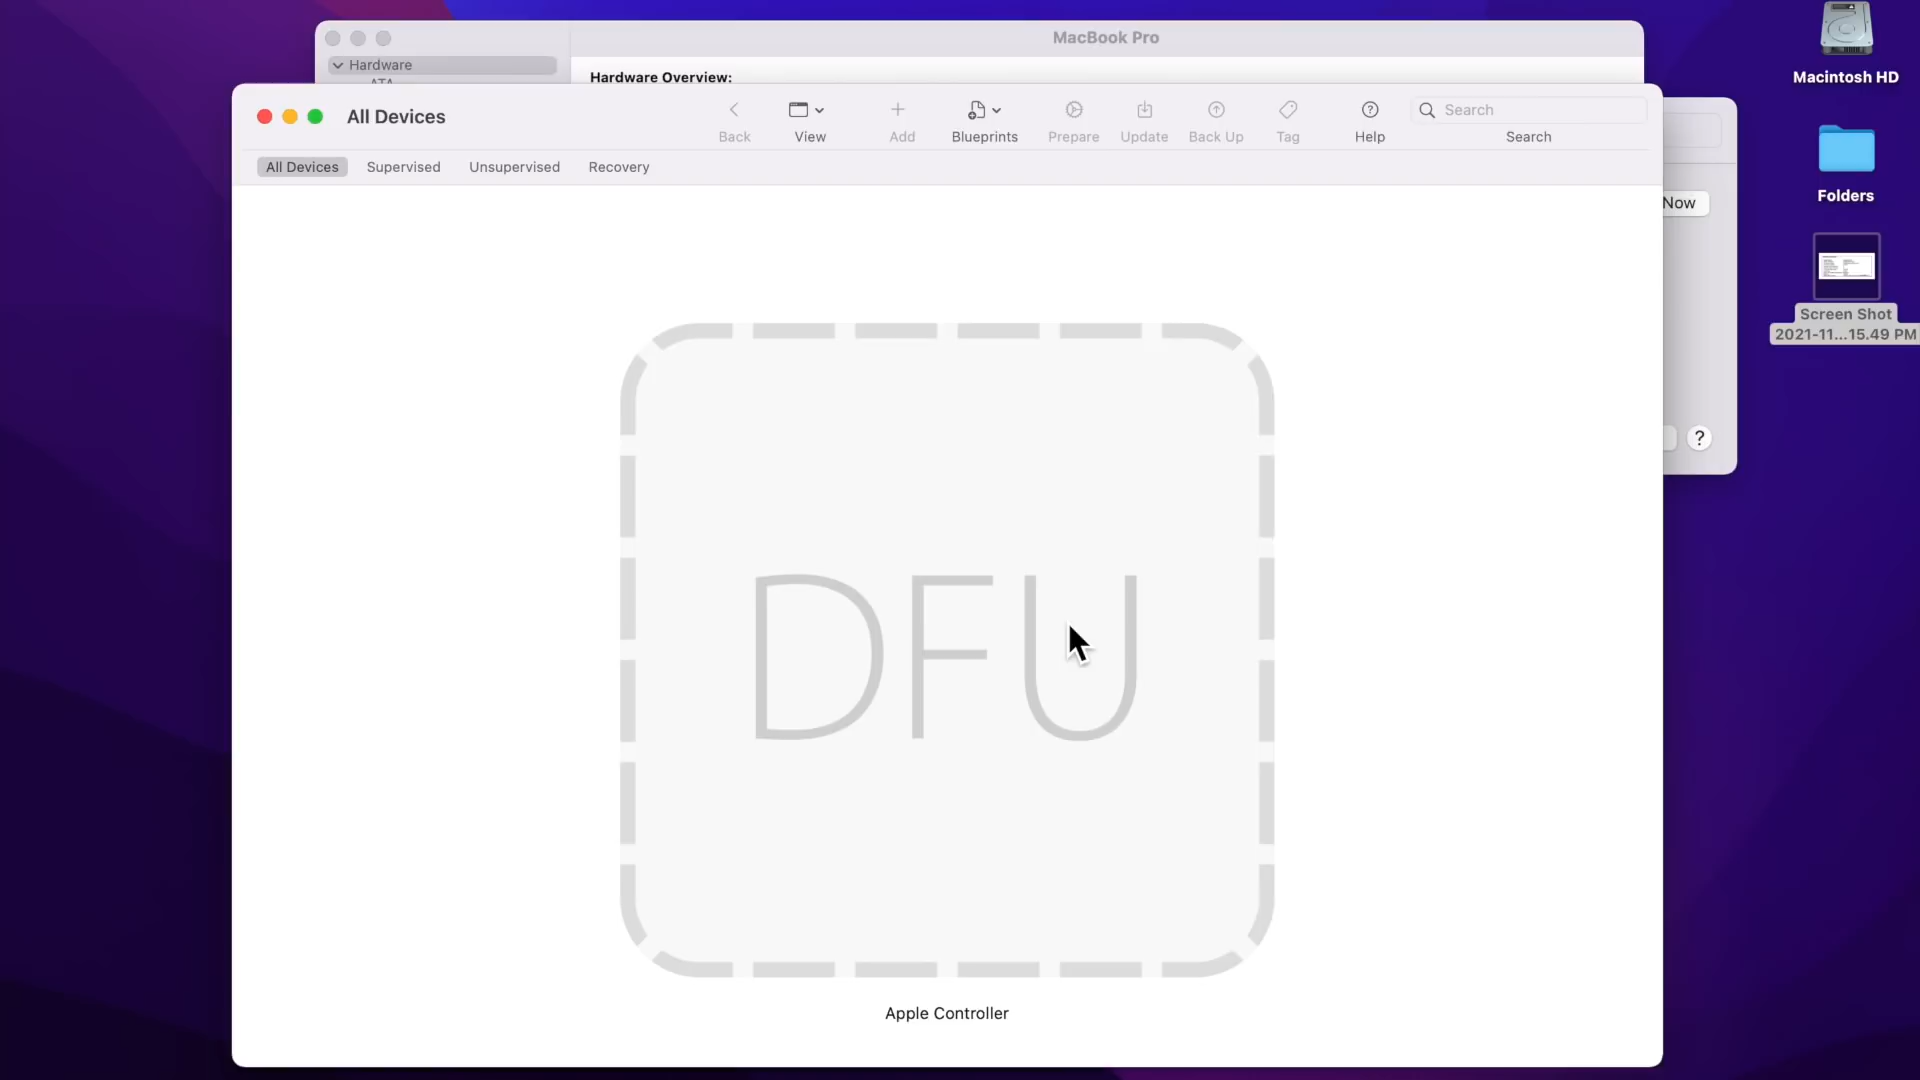 MacBook Pro
Hardware
Hardware Overview:
All Devices
Back
View
Add
Blueprints
Prepare
Update
Back Up
Tag
Help
Search
Search
All Devices
Supervised
Unsupervised
Recovery
DFU
Apple Controller
Now
?
Macintosh HD
Folders
Screen Shot
2021-11...15.49 PM